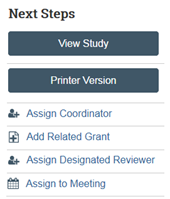 Next Steps
View Study
Printer Version
Assign Coordinator
Add Related Grant
Assign Designated Reviewer
Assign to Meeting